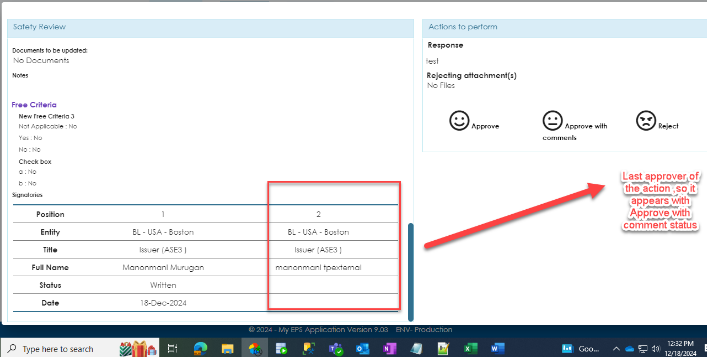 Safety Review
Documents to be updated:
No Documents
Notes
Free Criteria
New Free Criteria 3
Not Applicable : No
Yes : No
No : No
Check box
a : No
b : No
Signatories
Position 1 2
Entity BL - USA - Boston BL - USA - Boston
Title Issuer (ASE3 ) Issuer (ASE3 )
Full Name Manonmani Murugan manonmani tpexternal
Status Written
Date 18-Dec-2024
Actions to perform
Response
test
Rejecting attachment(s)
No Files
Approve
Approve with
comments
Reject
Last approver of
the action ,so it
appears with
Approve with
comment status
© 2024 - My EPS Application Version 9.03 ENV- Production
Type here to search
Goo...
12:32 PM
12/18/2024